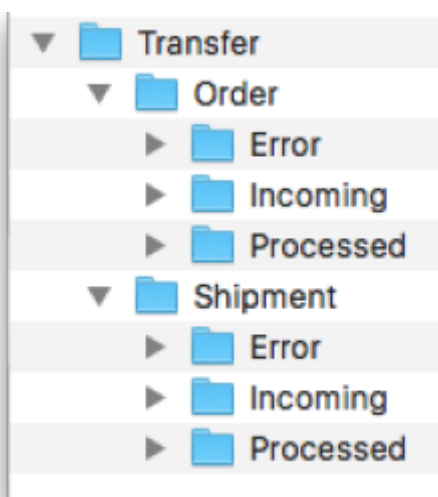 Transfer
Order
Error
Incoming
Processed
Shipment
Error
Incoming
Processed